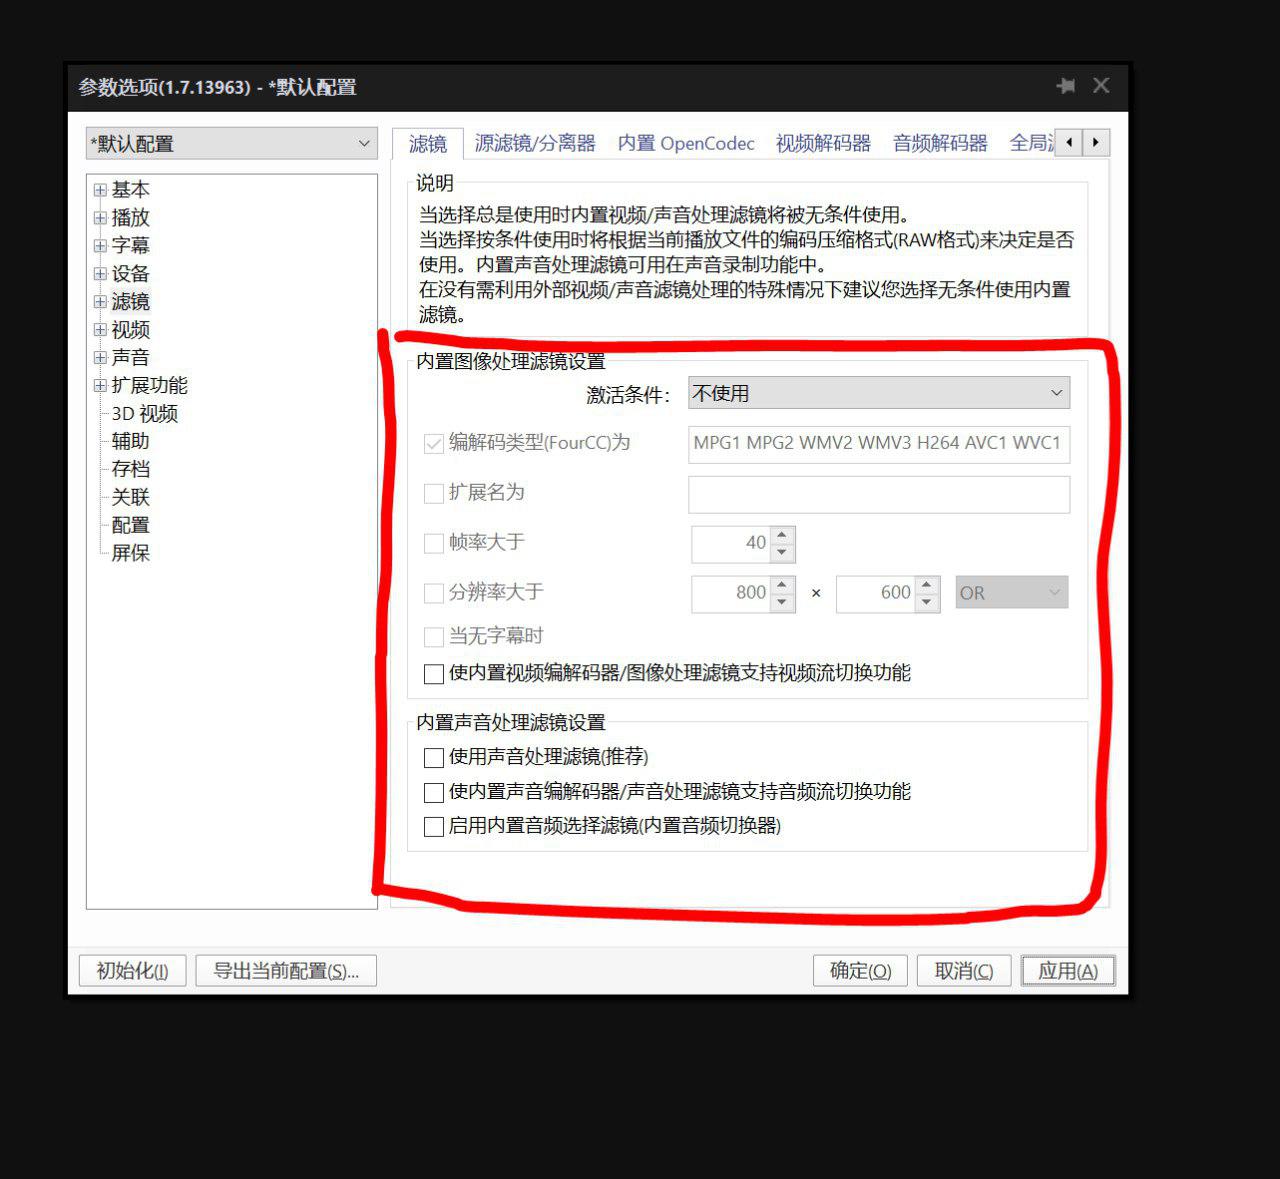 参数选项(1.7.13963) - *默认配置
*默认配置
滤镜 源滤镜/分离器 内置 OpenCodec 视频解码器 音频解码器 全局
基本
播放
字幕
设备
滤镜
视频
声音
扩展功能
3D 视频
辅助
存档
关联
配置
屏保
说明
当选择总是使用时内置视频/声音处理滤镜将被无条件使用。
当选择按条件使用时将根据当前播放文件的编码压缩格式(RAW格式)来决定是否
使用。内置声音处理滤镜可用在声音录制功能中。
在没有需利用外部视频/声音滤镜处理的特殊情况下建议您选择无条件使用内置
滤镜。
内置图像处理滤镜设置
激活条件: 不使用
编解码类型(FourCC)为 MPG1 MPG2 WMV2 WMV3 H264 AVC1 WVC1
扩展名为
帧率大于 40
分辨率大于 800 × 600 OR
当无字幕时
使内置视频编解码器/图像处理滤镜支持视频流切换功能
内置声音处理滤镜设置
使用声音处理滤镜(推荐)
使内置声音编解码器/声音处理滤镜支持音频流切换功能
启用内置音频选择滤镜(内置音频切换器)
初始化(I) 导出当前配置(S)... 确定(O) 取消(C) 应用(A)